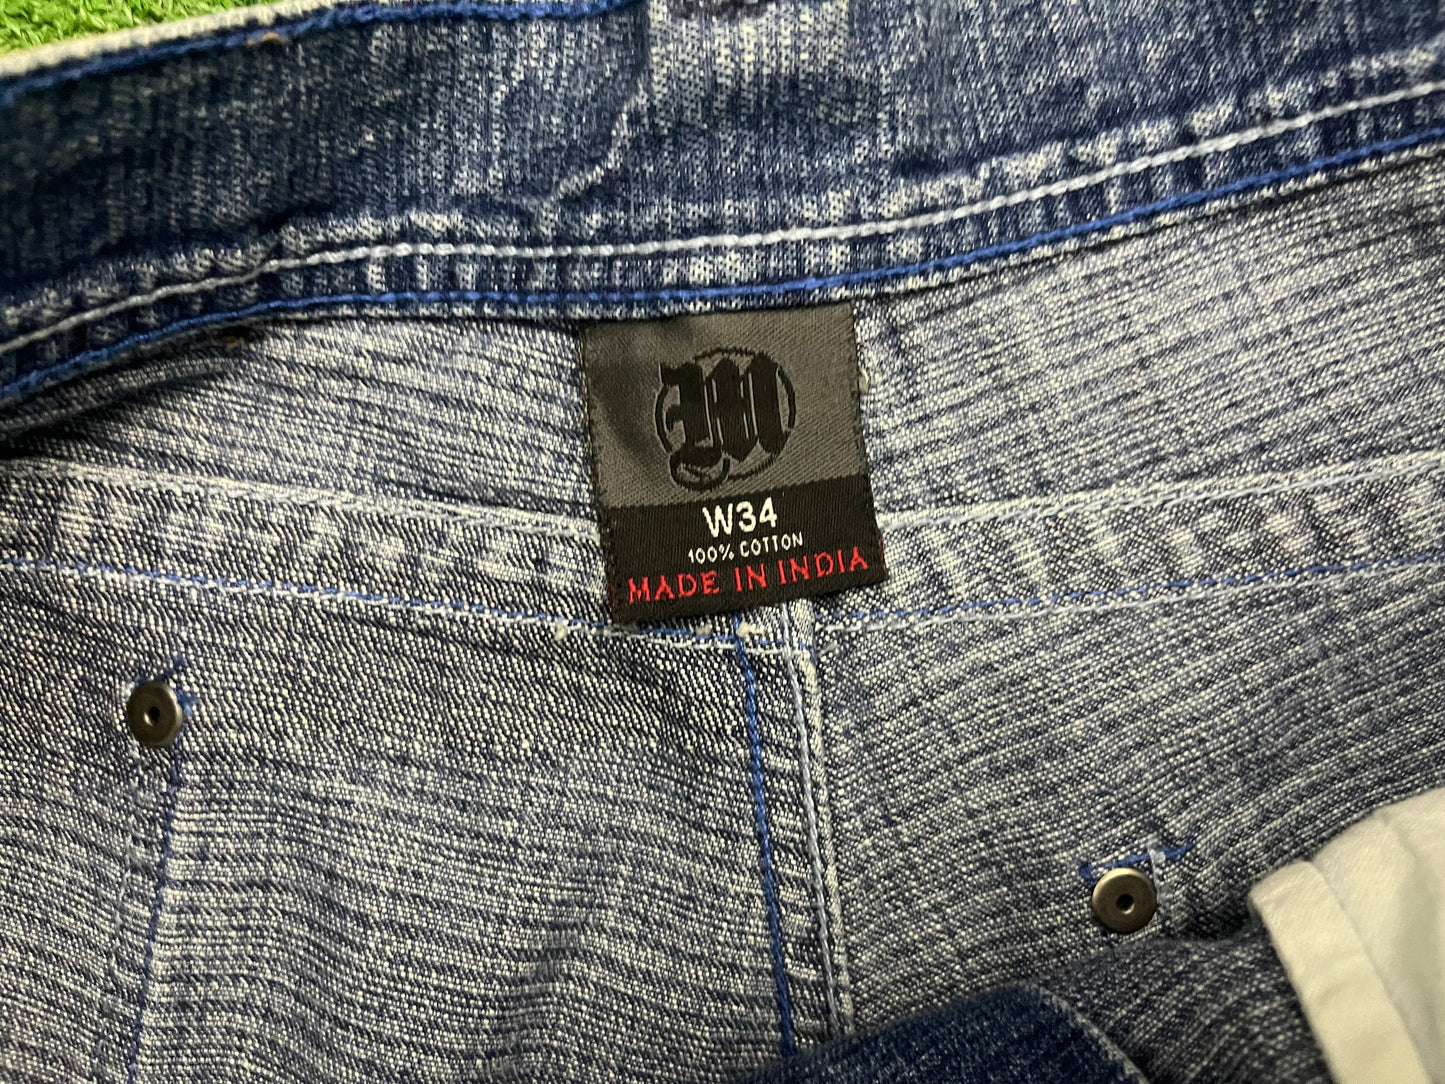 M
W34
100% COTTON
MADE IN INDIA